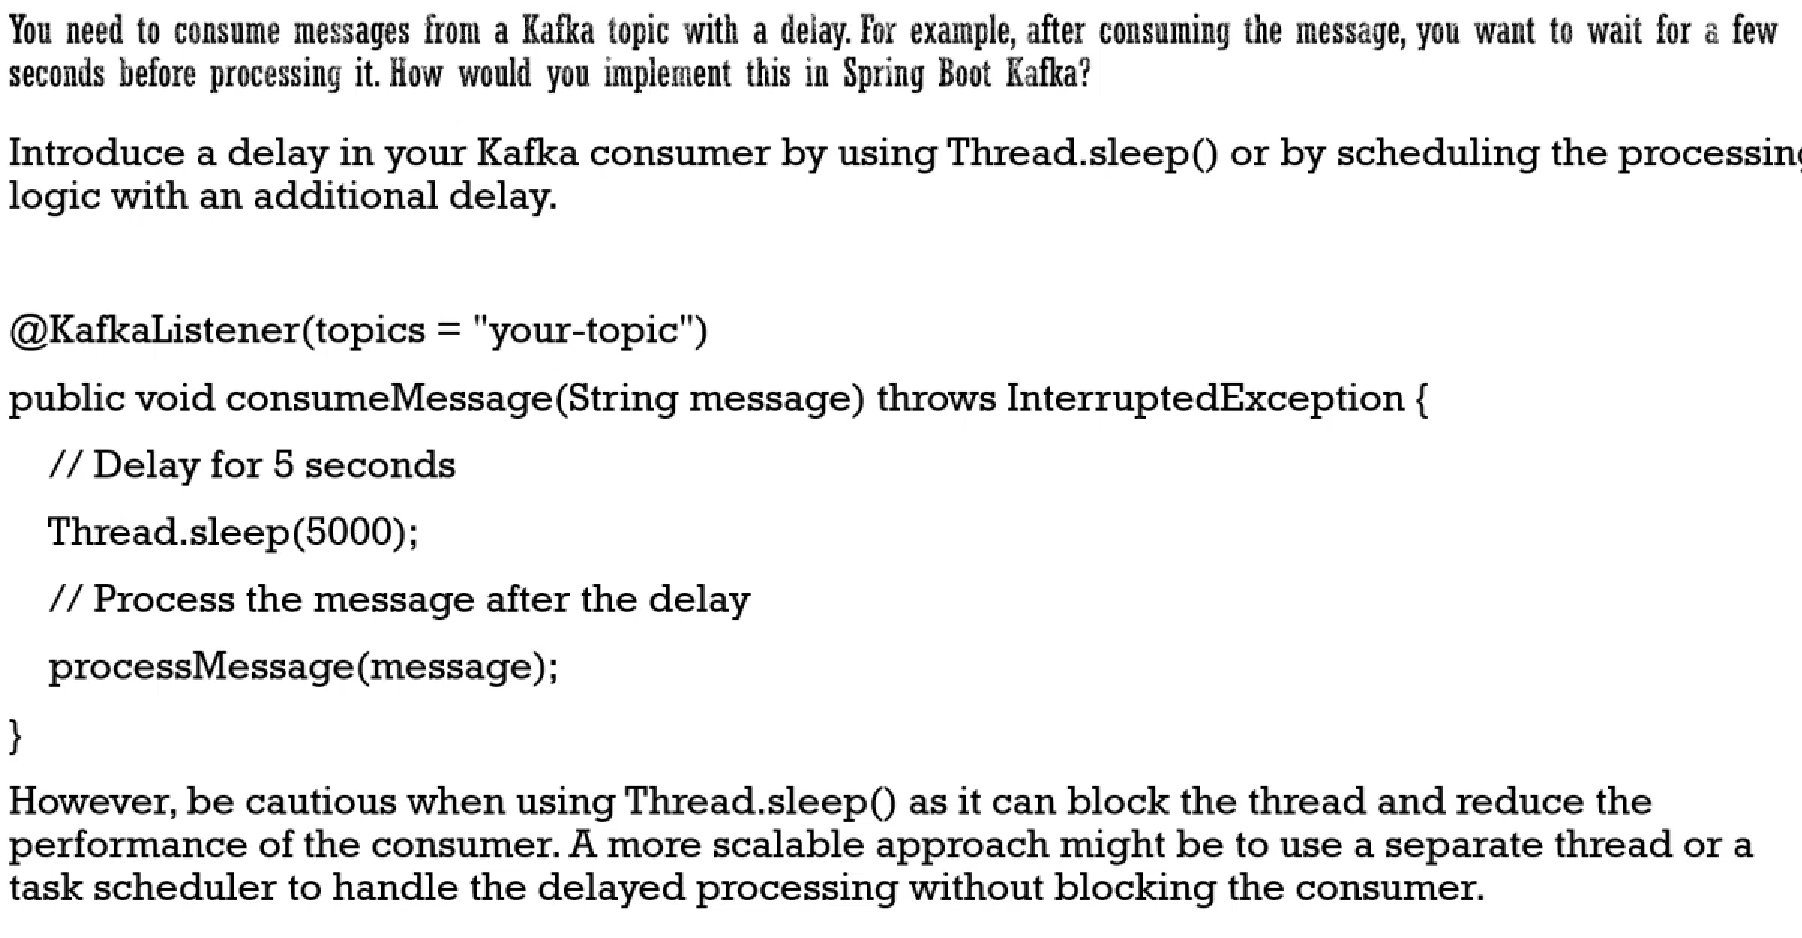 You need to consume messages from a Kafka topic with a delay. For example, after consuming the message, you want to wait for a few
seconds before processing it. How would you implement this in Spring Boot Kafka?
Introduce a delay in your Kafka consumer by using Thread.sleep() or by scheduling the processing
logic with an additional delay.
@KafkaListener(topics = "your-topic")
public void consumeMessage(String message) throws InterruptedException {
// Delay for 5 seconds
Thread.sleep(5000);
// Process the message after the delay
processMessage(message);
}
However, be cautious when using Thread.sleep() as it can block the thread and reduce the
performance of the consumer. A more scalable approach might be to use a separate thread or a
task scheduler to handle the delayed processing without blocking the consumer.